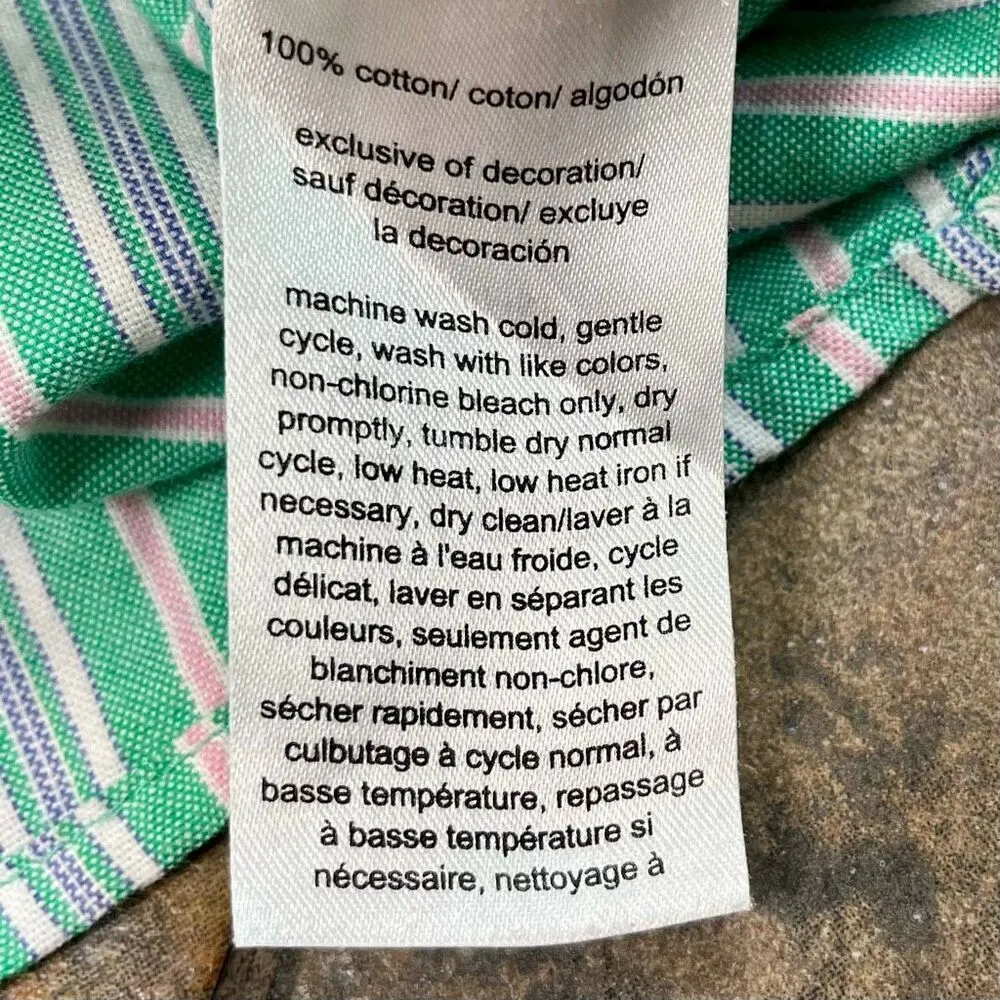 100% cotton/ coton/ algodón
exclusive of decoration/
sauf décoration/ excluye
la decoración
machine wash cold, gentle
cycle, wash with like colors,
non-chlorine bleach only, dry
promptly, tumble dry normal
cycle, low heat, low heat iron if
necessary, dry clean/laver à la
machine à l'eau froide, cycle
délicat, laver en séparant les
couleurs, seulement agent de
blanchiment non-chlore,
sécher rapidement, sécher par
culbutage à cycle normal, à
basse température, repassage
à basse température si
nécessaire, nettoyage à